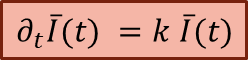 ∂ₜĪ(t) = k Ī(t)